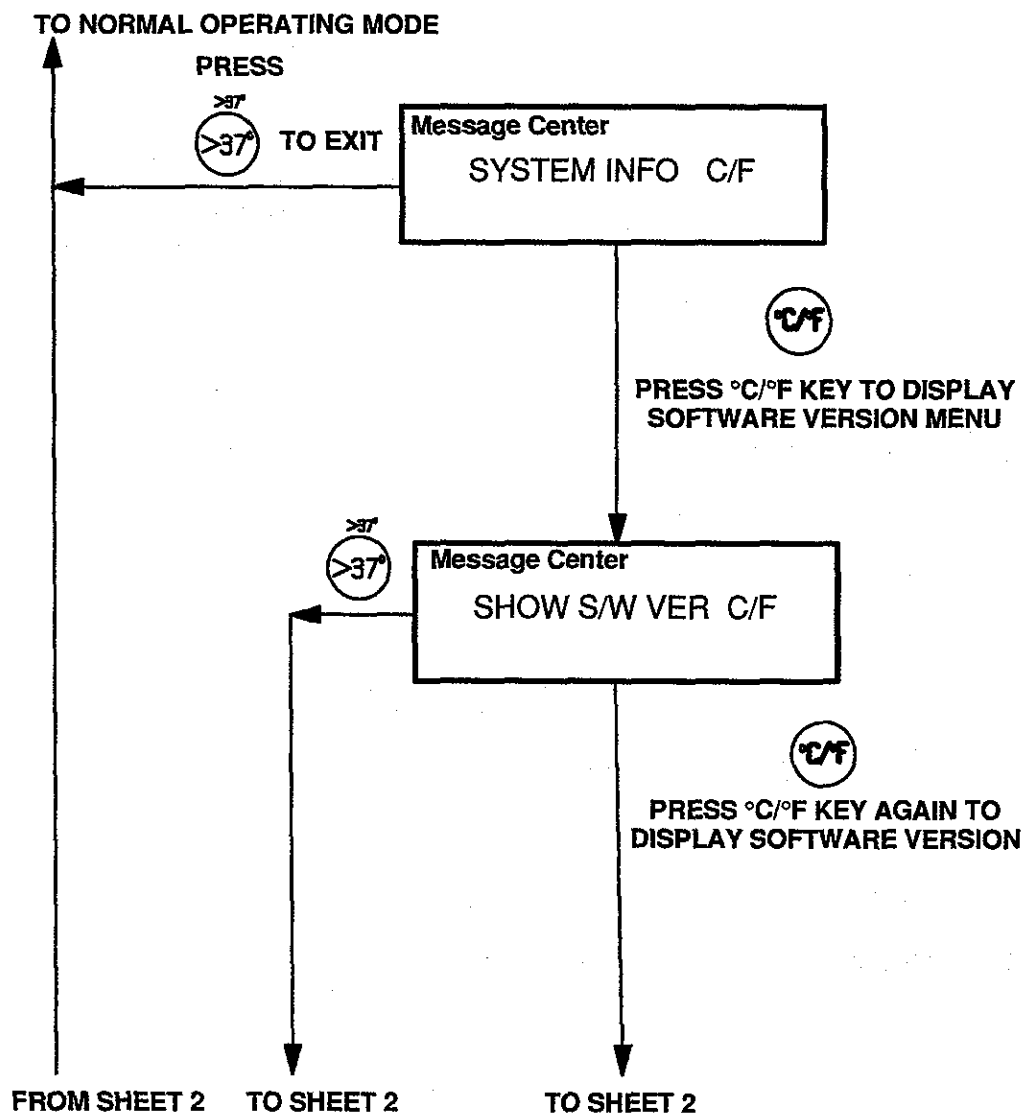 TO NORMAL OPERATING MODE
PRESS
>37°
>37°
TO EXIT
Message Center
SYSTEM INFO C/F
°C/°F
PRESS °C/°F KEY TO DISPLAY
SOFTWARE VERSION MENU
>37°
>37°
Message Center
SHOW S/W VER C/F
°C/°F
PRESS °C/°F KEY AGAIN TO
DISPLAY SOFTWARE VERSION
FROM SHEET 2
TO SHEET 2
TO SHEET 2